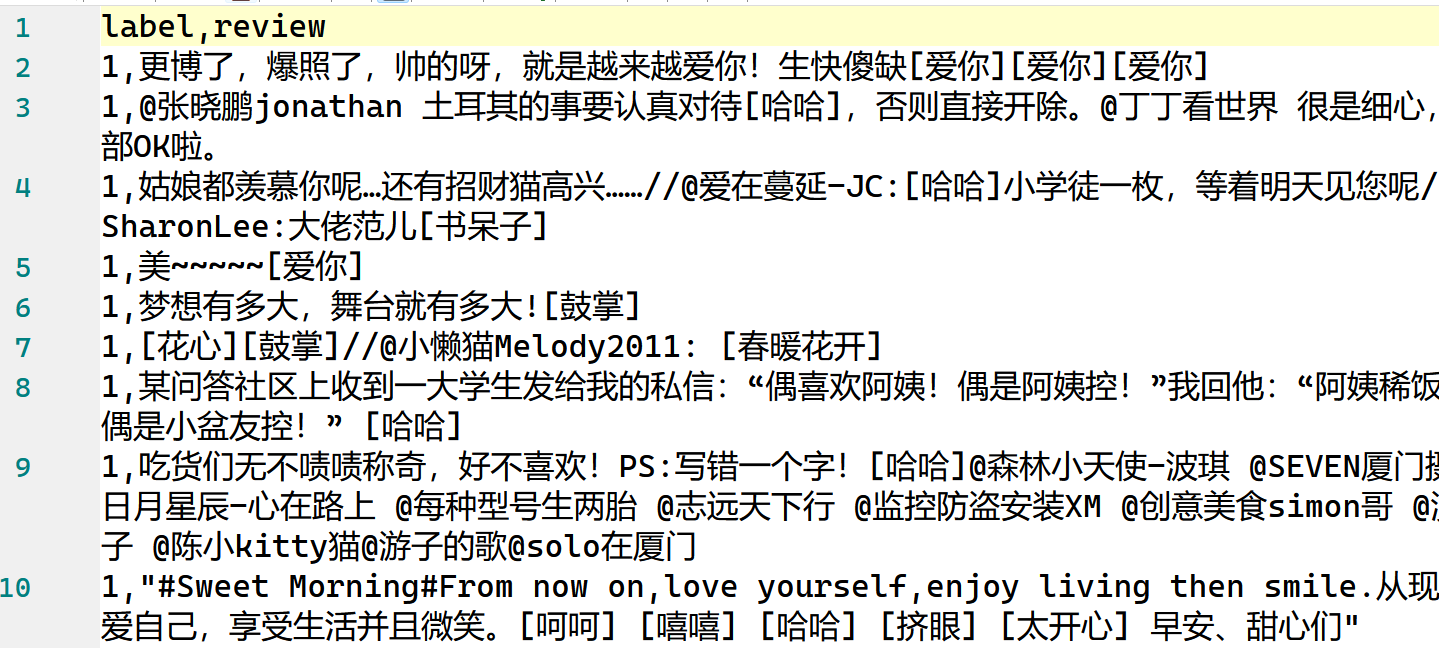 1 label,review
2 1,更博了，爆照了，帅的呀，就是越来越爱你！生快傻缺[爱你][爱你][爱你]
3 1,@张晓鹏jonathan 土耳其的事要认真对待[哈哈]，否则直接开除。@丁丁看世界 很是细心，
部OK啦。
4 1,姑娘都羡慕你呢…还有招财猫高兴……//@爱在蔓延-JC:[哈哈]小学徒一枚，等着明天见您呢/
SharonLee:大佬范儿[书呆子]
5 1,美~~~~~[爱你]
6 1,梦想有多大，舞台就有多大![鼓掌]
7 1,[花心][鼓掌]//@小懒猫Melody2011: [春暖花开]
8 1,某问答社区上收到一大学生发给我的私信：“偶喜欢阿姨！偶是阿姨控！”我回他：“阿姨稀饭
偶是小盆友控！” [哈哈]
9 1,吃货们无不啧啧称奇，好不喜欢！PS:写错一个字！[哈哈]@森林小天使-波琪 @SEVEN厦门
日月星辰-心在路上 @每种型号生两胎 @志远天下行 @监控防盗安装XM @创意美食simon哥 @
子 @陈小kitty猫@游子的歌@solo在厦门
10 1,"#Sweet Morning#From now on,love yourself,enjoy living then smile.从现
爱自己，享受生活并且微笑。[呵呵] [嘻嘻] [哈哈] [挤眼] [太开心] 早安、甜心们"